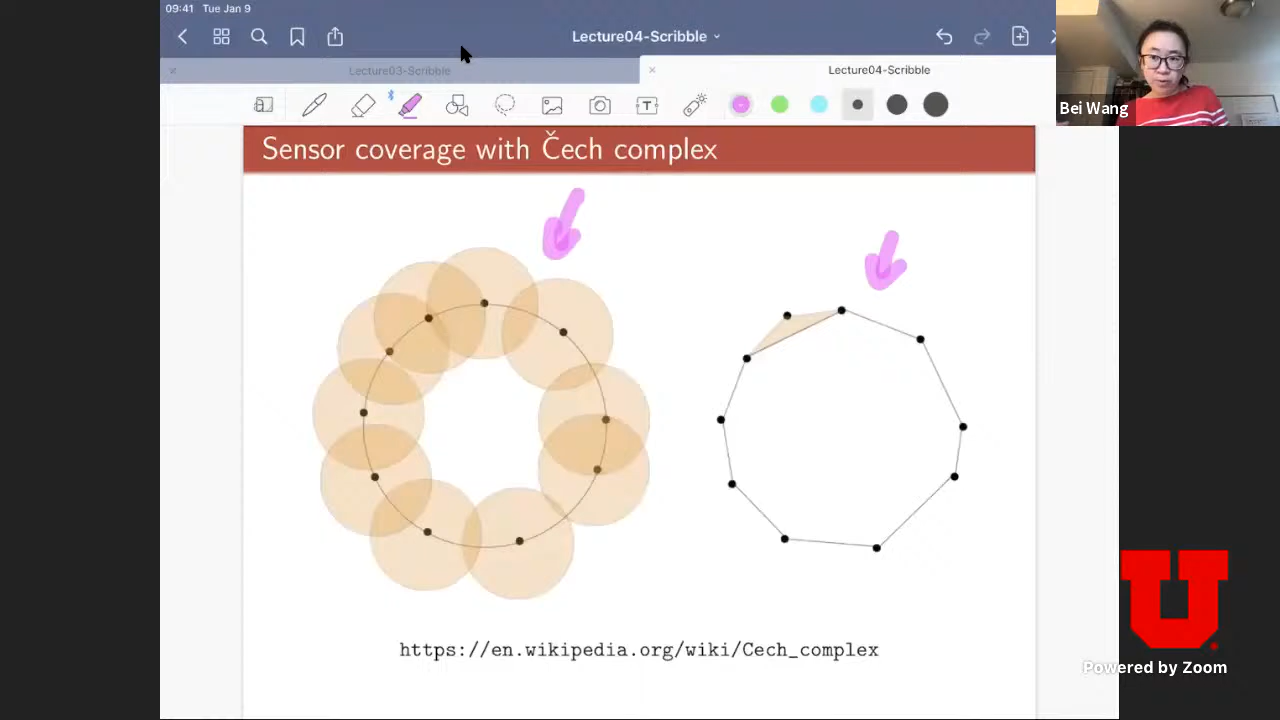 09:41 Tue Jan 9
Lecture04-Scribble
Lecture03-Scribble
Lecture04-Scribble
T
Bei Wang
Sensor coverage with Čech complex
https://en.wikipedia.org/wiki/Cech_complex
U
Powered by Zoom